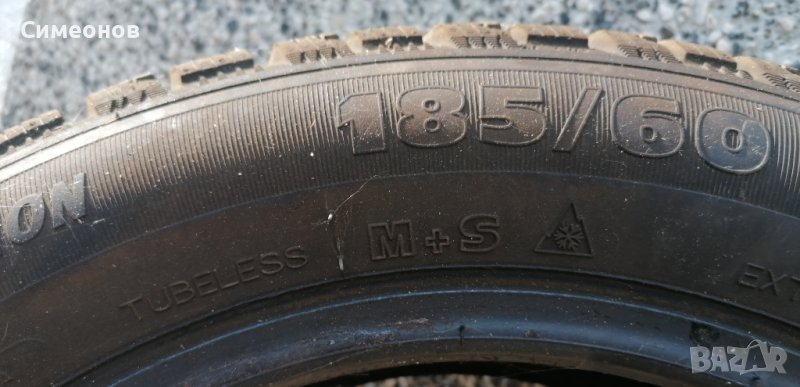 Симеонов
185/60
ON
TUBELESS M+S
EXT
BAZAR